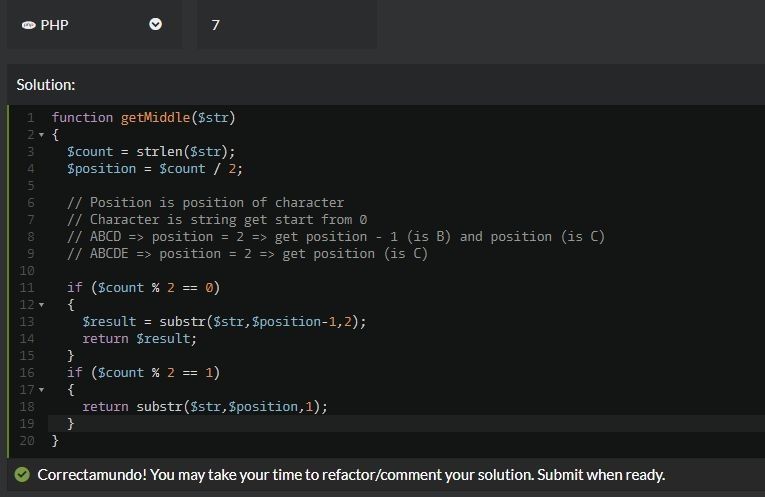 php PHP 7
Solution:
1 function getMiddle($str)
2 {
3 $count = strlen($str);
4 $position = $count / 2;
5
6 // Position is position of character
7 // Character is string get start from 0
8 // ABCD => position = 2 => get position - 1 (is B) and position (is C)
9 // ABCDE => position = 2 => get position (is C)
10
11 if ($count % 2 == 0)
12 {
13 $result = substr($str,$position-1,2);
14 return $result;
15 }
16 if ($count % 2 == 1)
17 {
18 return substr($str,$position,1);
19 }
20 }
Correctamundo! You may take your time to refactor/comment your solution. Submit when ready.